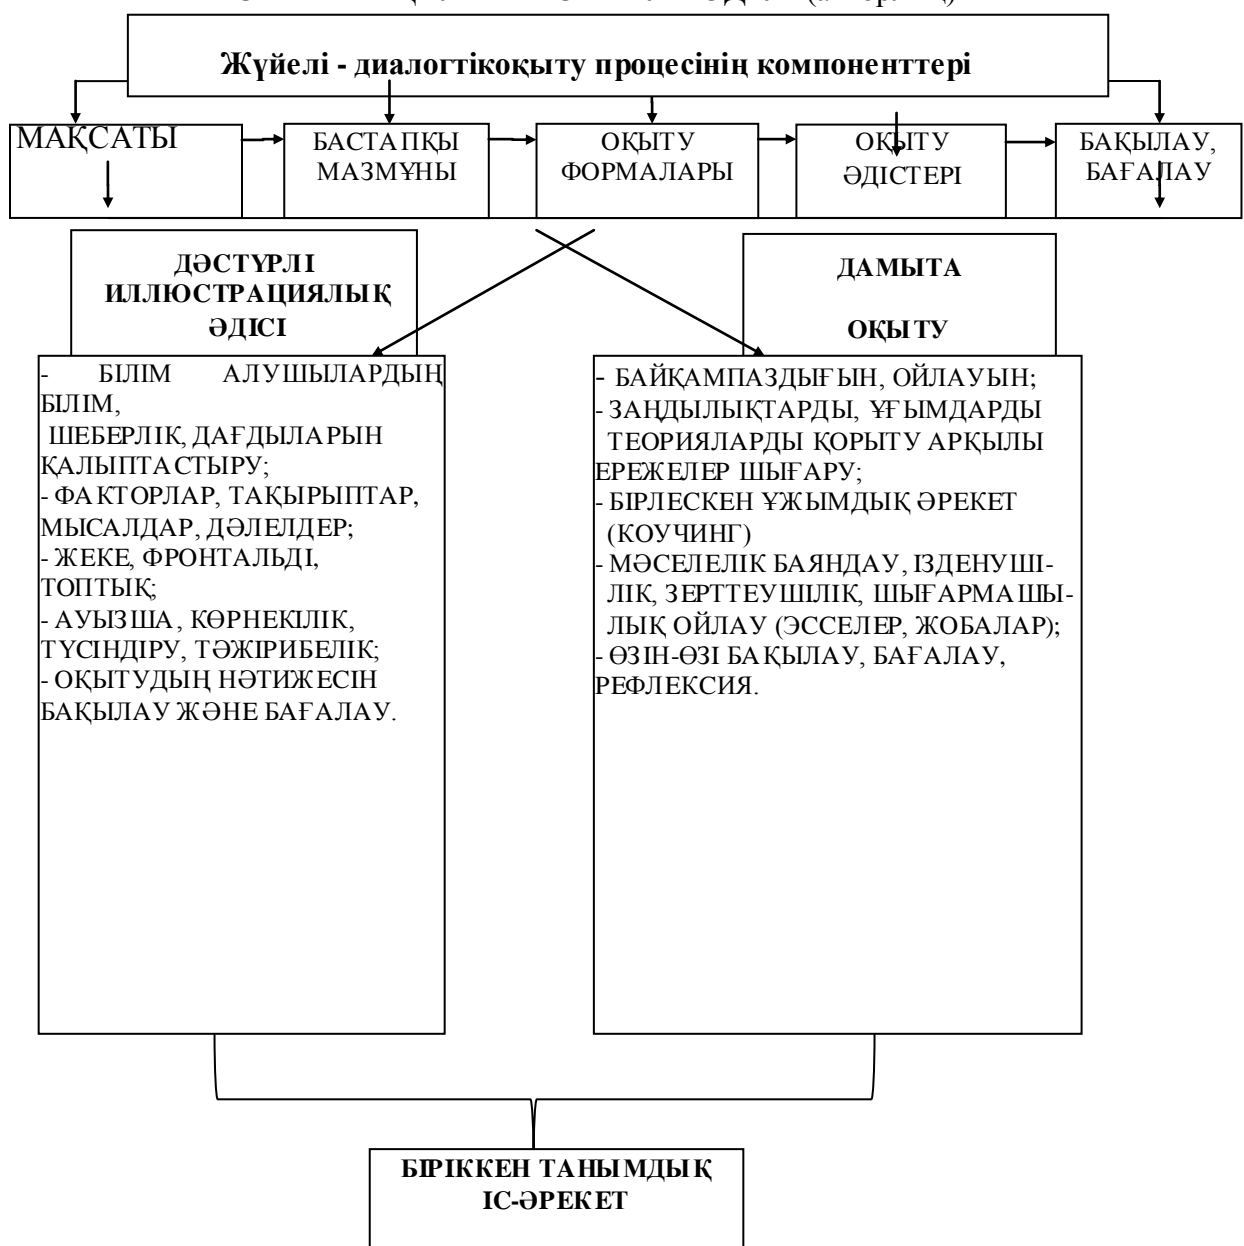 Жүйелі - диалогтікоқыту процесінің компоненттері
МАҚСАТЫ
БАСТАПҚЫ
МАЗМҰНЫ
ОҚЫТУ
ФОРМАЛАРЫ
ОҚЫТУ
ӘДІСТЕРІ
БАҚЫЛАУ,
БАҒАЛАУ
ДӘСТҮРЛІ
ИЛЛЮСТРАЦИЯЛЫҚ
ӘДІСІ
- БІЛІМ АЛУШЫЛАРДЫҢ
БІЛІМ,
ШЕБЕРЛІК, ДАҒДЫЛАРЫН
ҚАЛЫПТАСТЫРУ;
- ФАКТОРЛАР, ТАҚЫРЫПТАР,
МЫСАЛДАР, ДӘЛЕЛДЕР;
- ЖЕКЕ, ФРОНТАЛЬДІ,
ТОПТЫҚ;
- АУЫЗША, КӨРНЕКІЛІК,
ТҮСІНДІРУ, ТӘЖІРИБЕЛІК;
- ОҚЫТУДЫҢ НӘТИЖЕСІН
БАҚЫЛАУ ЖӘНЕ БАҒАЛАУ.
ДАМЫТА
ОҚЫТУ
- БАЙҚАМПАЗДЫҒЫН, ОЙЛАУЫН;
- ЗАҢДЫЛЫҚТАРДЫ, ҰҒЫМДАРДЫ
ТЕОРИЯЛАРДЫ ҚОРЫТУ АРҚЫЛЫ
ЕРЕЖЕЛЕР ШЫҒАРУ;
- БІРЛЕСКЕН ҰЖЫМДЫҚ ӘРЕКЕТ
(КОУЧИНГ)
- МӘСЕЛЕЛІК БАЯНДАУ, ІЗДЕНУШІ-
ЛІК, ЗЕРТТЕУШІЛІК, ШЫҒАРМАШЫ-
ЛЫҚ ОЙЛАУ (ЭССЕЛЕР, ЖОБАЛАР);
- ӨЗІН-ӨЗІ БАҚЫЛАУ, БАҒАЛАУ,
РЕФЛЕКСИЯ.
БІРІККЕН ТАНЫМДЫҚ
ІС-ӘРЕКЕТ